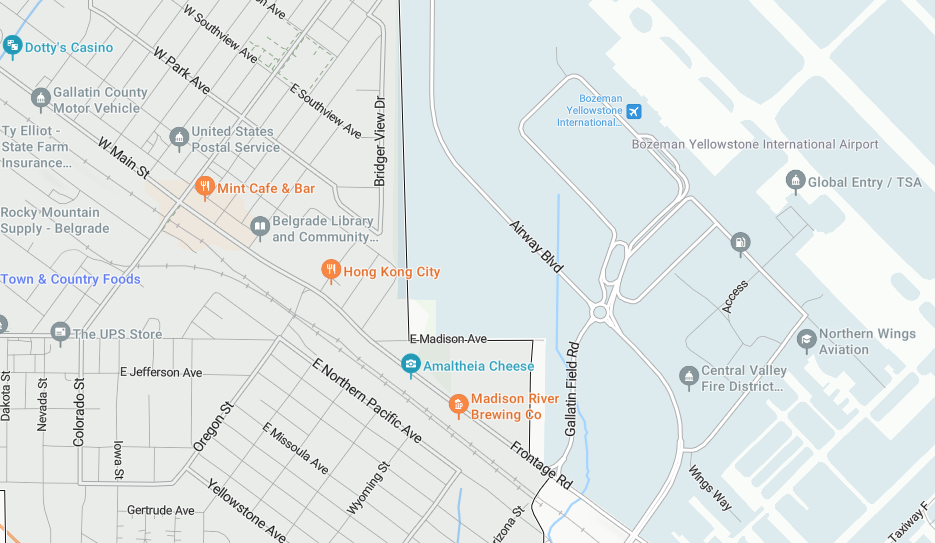 W Southview Ave
Dotty's Casino
W Park Ave
Gallatin County
Motor Vehicle
E Southview Ave
Bridger View Dr
Bozeman
Yellowstone
International...
Bozeman Yellowstone International Airport
Ty Elliot -
State Farm
Insurance...
United States
Postal Service
W Main St
Mint Cafe & Bar
Global Entry / TSA
Rocky Mountain
Supply - Belgrade
Belgrade Library
and Community...
Airway Blvd
Hong Kong City
Town & Country Foods
Access
The UPS Store
E Madison Ave
Northern Wings
Aviation
Amaltheia Cheese
Gallatin Field Rd
Central Valley
Fire District...
E Jefferson Ave
E Northern Pacific Ave
Madison River
Brewing Co
Dakota St
Nevada St
Colorado St
Iowa St
Oregon St
E Missoula Ave
Wyoming St
Frontage Rd
Wings Way
Yellowstone Ave
Gertrude Ave
rizona St
Taxiway F